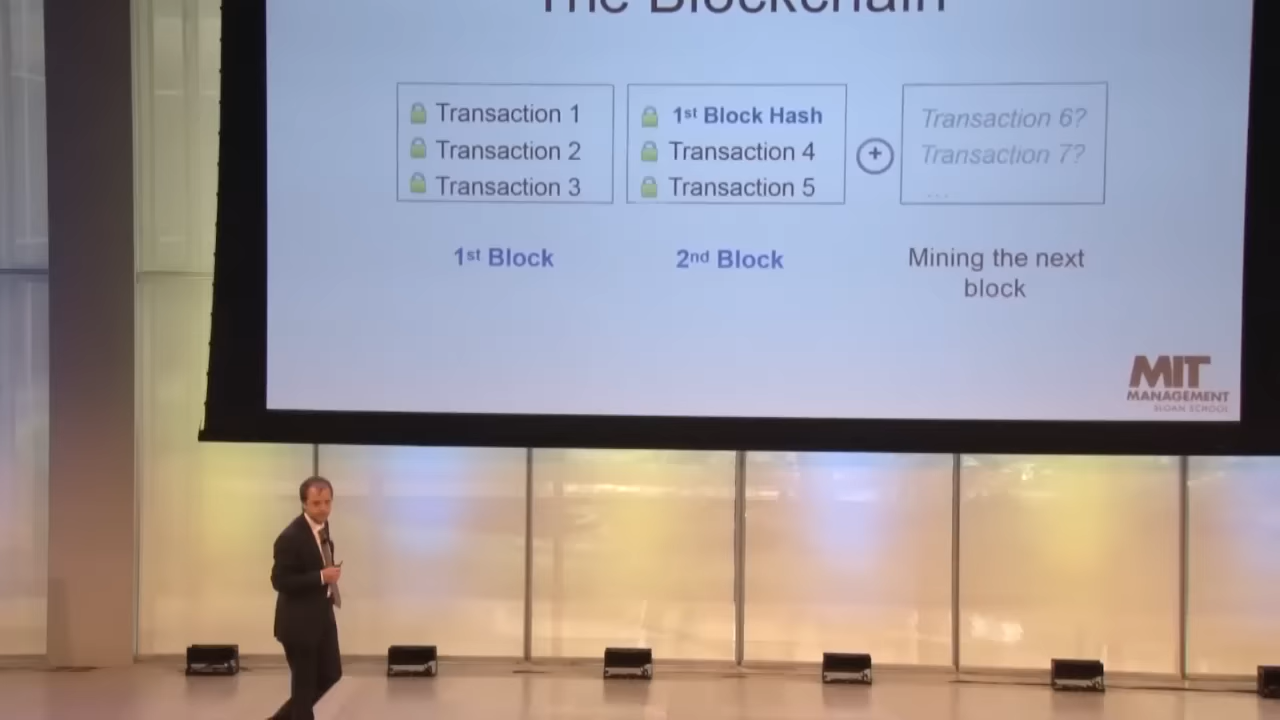 The Blockchain
Transaction 1
Transaction 2
Transaction 3
1st Block Hash
Transaction 4
Transaction 5
+
Transaction 6?
Transaction 7?
...
1st Block
2nd Block
Mining the next
block
MIT
MANAGEMENT
SLOAN SCHOOL